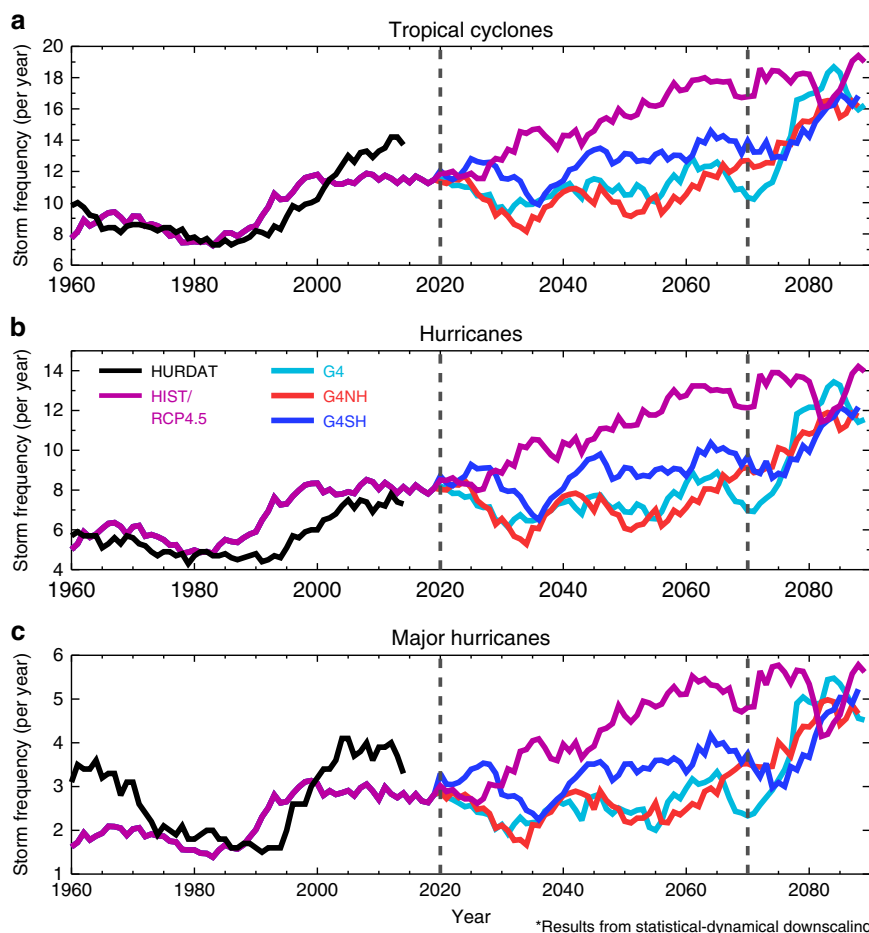 a
Tropical cyclones
Storm frequency (per year)
20
18
16
14
12
10
8
6
1960 1980 2000 2020 2040 2060 2080
b
Hurricanes
Storm frequency (per year)
14
12
10
8
6
4
HURDAT
HIST/
RCP4.5
G4
G4NH
G4SH
1960 1980 2000 2020 2040 2060 2080
c
Major hurricanes
Storm frequency (per year)
6
5
4
3
2
1
1960 1980 2000 2020 2040 2060 2080
Year
*Results from statistical-dynamical downscaling